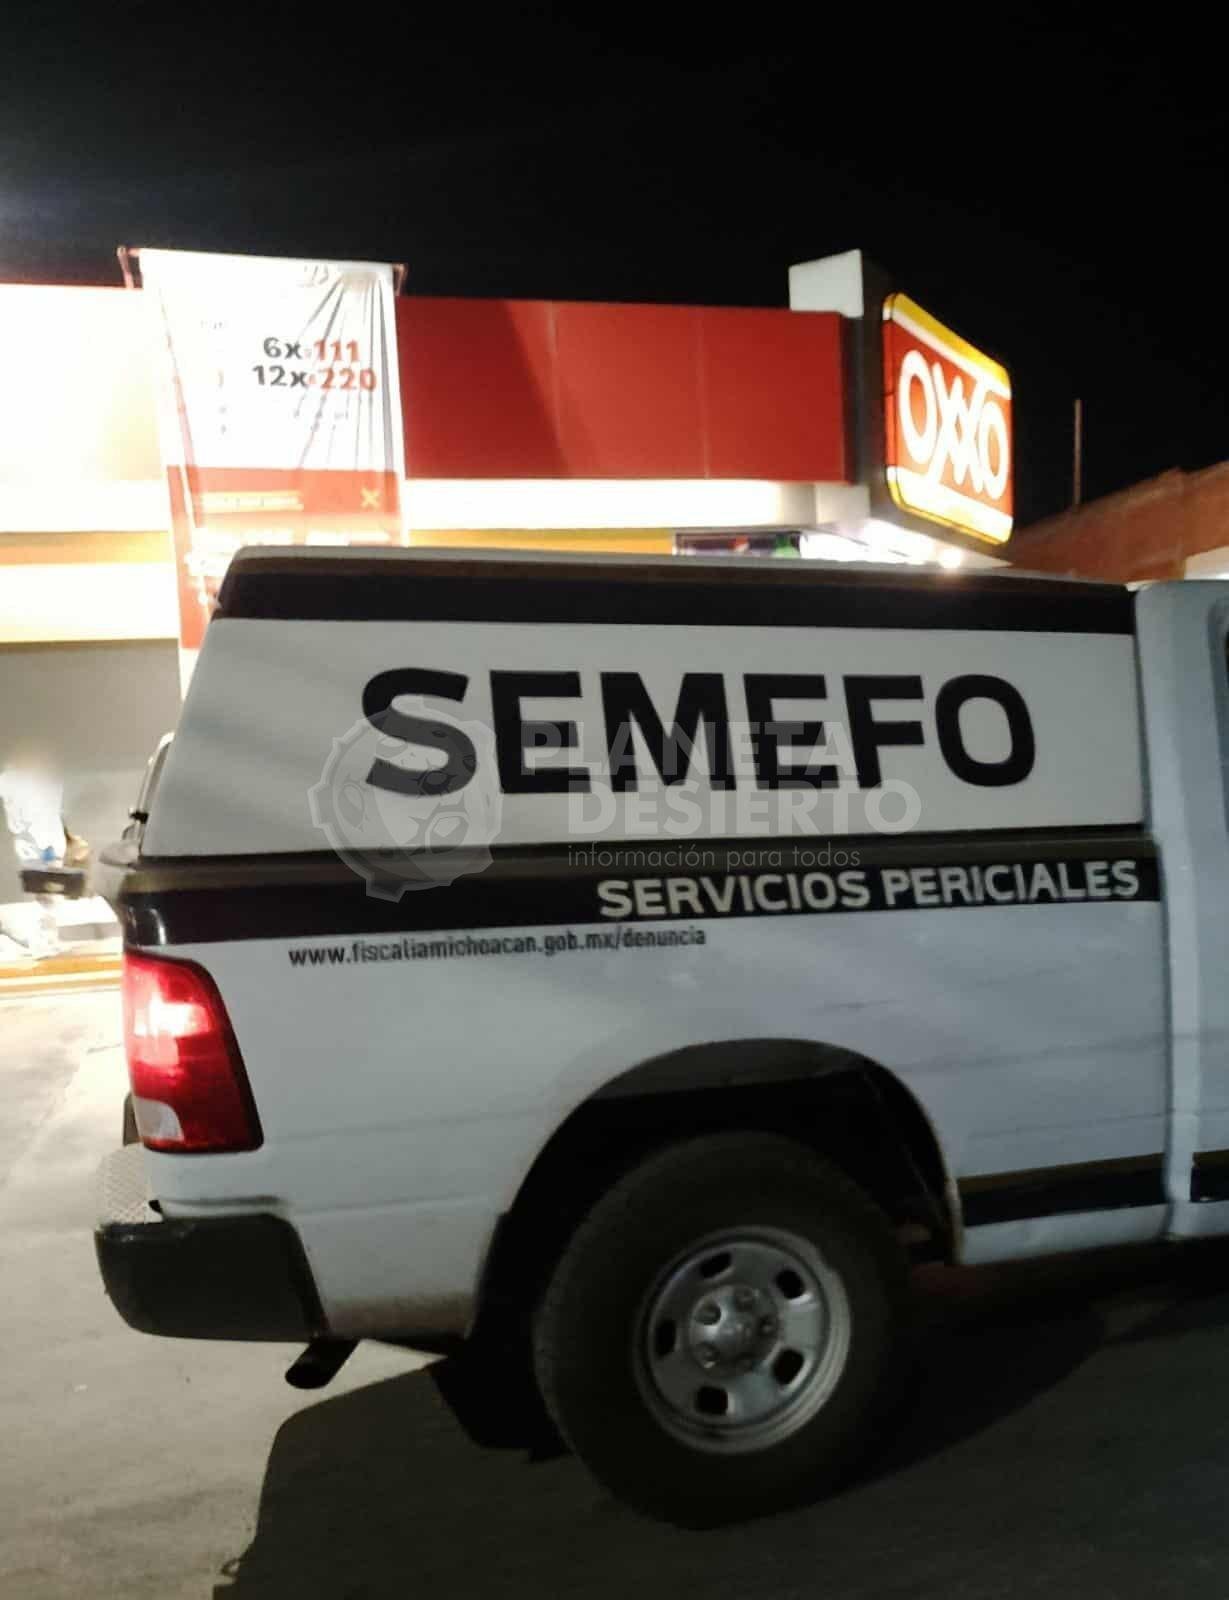 6x$111
12x$220
OXXO
SEMEFO
PLANETA
DESIERTO
información para todos
SERVICIOS PERICIALES
www.fiscaliamichoacan.gob.mx/denuncia